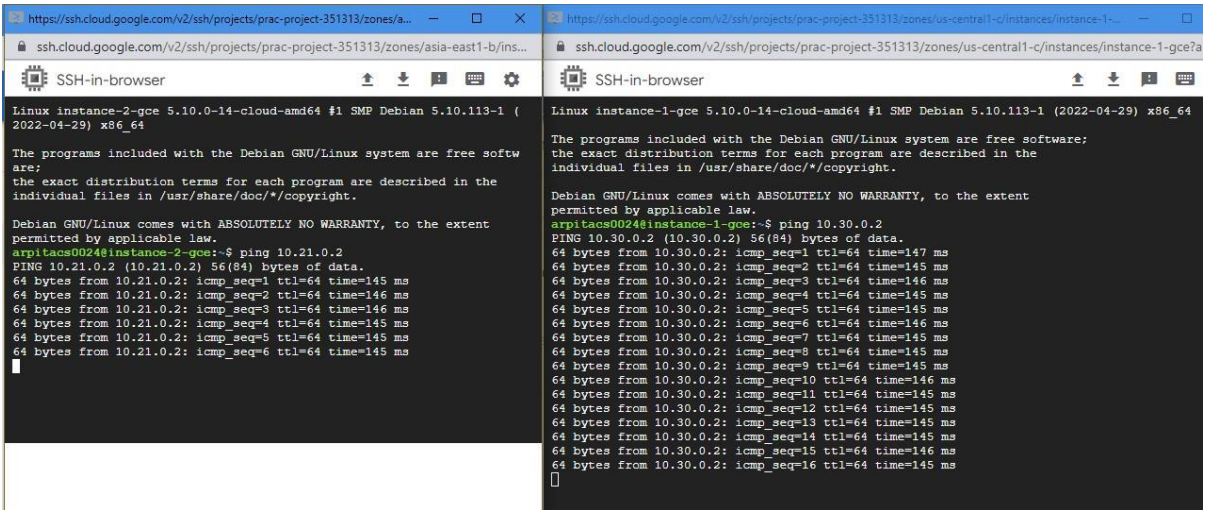 https://ssh.cloud.google.com/v2/ssh/projects/prac-project-351313/zones/a...
ssh.cloud.google.com/v2/ssh/projects/prac-project-351313/zones/asia-east1-b/ins...
SSH-in-browser
Linux instance-2-gce 5.10.0-14-cloud-amd64 #1 SMP Debian 5.10.113-1 (
2022-04-29) x86_64
The programs included with the Debian GNU/Linux system are free softw
are;
the exact distribution terms for each program are described in the
individual files in /usr/share/doc/*/copyright.
Debian GNU/Linux comes with ABSOLUTELY NO WARRANTY, to the extent
permitted by applicable law.
arpitacs0024@instance-2-gce:~$ ping 10.21.0.2
PING 10.21.0.2 (10.21.0.2) 56(84) bytes of data.
64 bytes from 10.21.0.2: icmp_seq=1 ttl=64 time=145 ms
64 bytes from 10.21.0.2: icmp_seq=2 ttl=64 time=146 ms
64 bytes from 10.21.0.2: icmp_seq=3 ttl=64 time=146 ms
64 bytes from 10.21.0.2: icmp_seq=4 ttl=64 time=145 ms
64 bytes from 10.21.0.2: icmp_seq=5 ttl=64 time=145 ms
64 bytes from 10.21.0.2: icmp_seq=6 ttl=64 time=145 ms
https://ssh.cloud.google.com/v2/ssh/projects/prac-project-351313/zones/us-central1-c/instances/instance-1-...
ssh.cloud.google.com/v2/ssh/projects/prac-project-351313/zones/us-central1-c/instances/instance-1-gce?a
SSH-in-browser
Linux instance-1-gce 5.10.0-14-cloud-amd64 #1 SMP Debian 5.10.113-1 (2022-04-29) x86_64
The programs included with the Debian GNU/Linux system are free software;
the exact distribution terms for each program are described in the
individual files in /usr/share/doc/*/copyright.
Debian GNU/Linux comes with ABSOLUTELY NO WARRANTY, to the extent
permitted by applicable law.
arpitacs0024@instance-1-gce:~$ ping 10.30.0.2
PING 10.30.0.2 (10.30.0.2) 56(84) bytes of data.
64 bytes from 10.30.0.2: icmp_seq=1 ttl=64 time=147 ms
64 bytes from 10.30.0.2: icmp_seq=2 ttl=64 time=145 ms
64 bytes from 10.30.0.2: icmp_seq=3 ttl=64 time=146 ms
64 bytes from 10.30.0.2: icmp_seq=4 ttl=64 time=145 ms
64 bytes from 10.30.0.2: icmp_seq=5 ttl=64 time=145 ms
64 bytes from 10.30.0.2: icmp_seq=6 ttl=64 time=146 ms
64 bytes from 10.30.0.2: icmp_seq=7 ttl=64 time=145 ms
64 bytes from 10.30.0.2: icmp_seq=8 ttl=64 time=145 ms
64 bytes from 10.30.0.2: icmp_seq=9 ttl=64 time=145 ms
64 bytes from 10.30.0.2: icmp_seq=10 ttl=64 time=146 ms
64 bytes from 10.30.0.2: icmp_seq=11 ttl=64 time=145 ms
64 bytes from 10.30.0.2: icmp_seq=12 ttl=64 time=145 ms
64 bytes from 10.30.0.2: icmp_seq=13 ttl=64 time=145 ms
64 bytes from 10.30.0.2: icmp_seq=14 ttl=64 time=145 ms
64 bytes from 10.30.0.2: icmp_seq=15 ttl=64 time=146 ms
64 bytes from 10.30.0.2: icmp_seq=16 ttl=64 time=145 ms